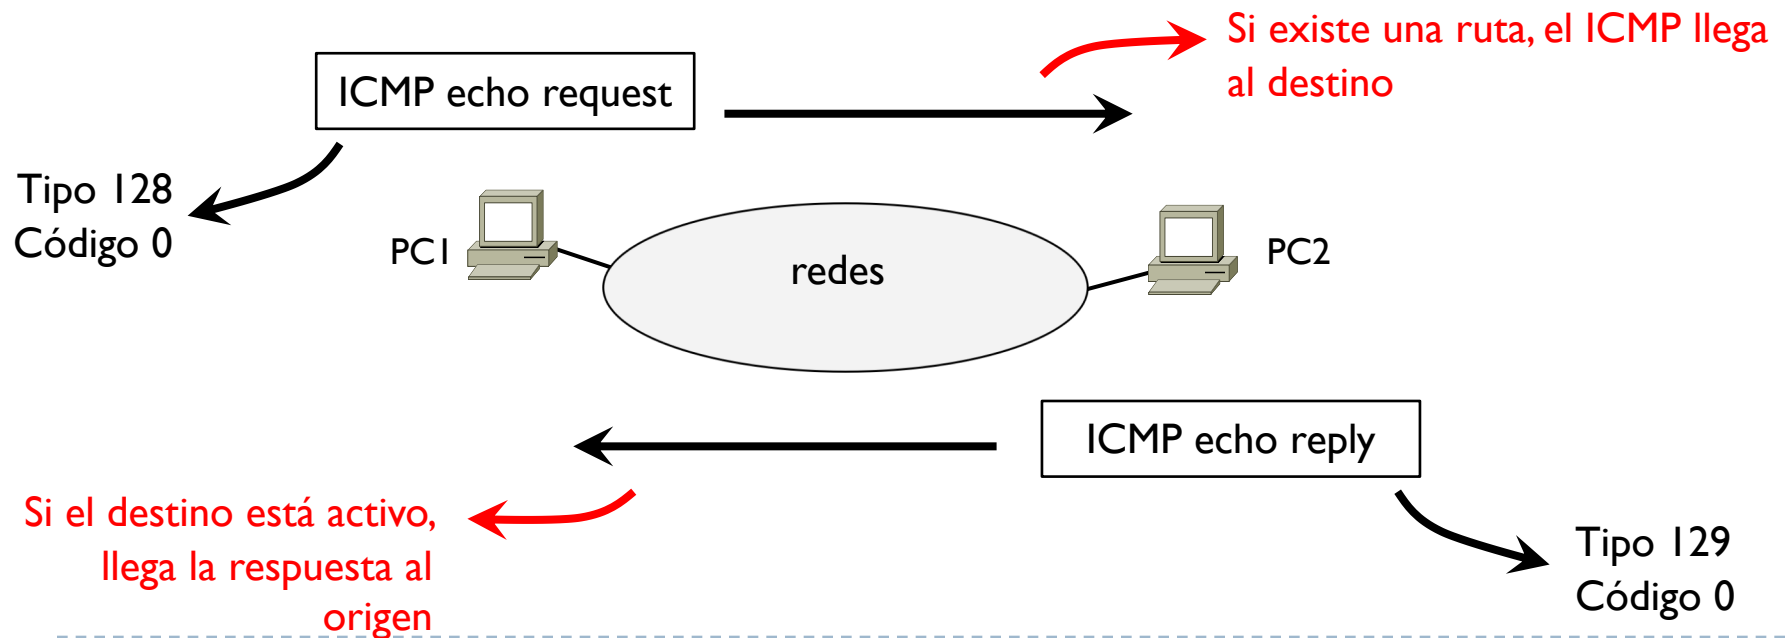 Si existe una ruta, el ICMP llega
al destino
ICMP echo request
Tipo 128
Código 0
PC1
redes
PC2
ICMP echo reply
Si el destino está activo,
llega la respuesta al
origen
Tipo 129
Código 0